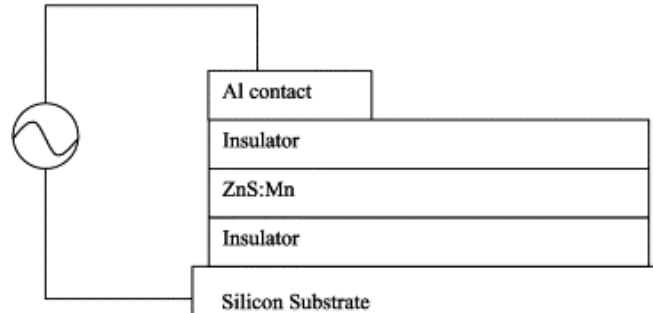 Al contact
Insulator
ZnS:Mn
Insulator
Silicon Substrate